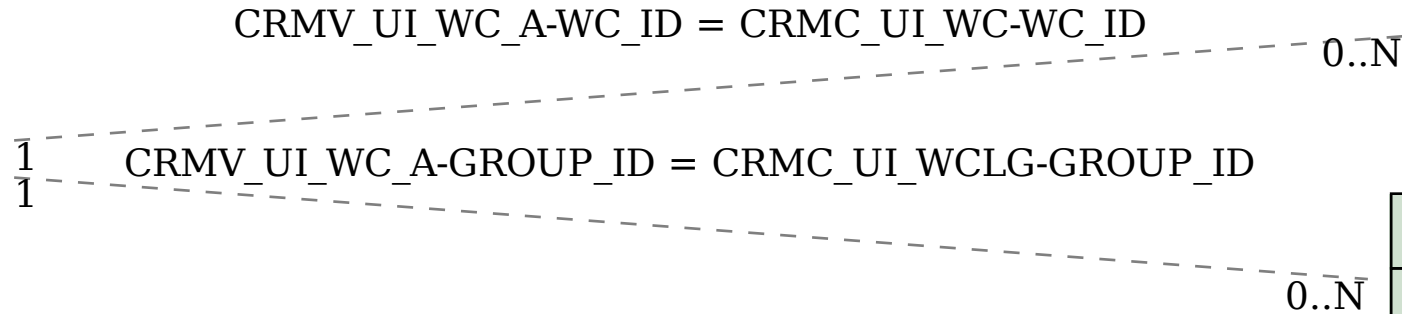 CRMV_UI_WC_A-WC_ID = CRMC_UI_WC-WC_ID
0..N
1
CRMV_UI_WC_A-GROUP_ID = CRMC_UI_WCLG-GROUP_ID
1
0..N